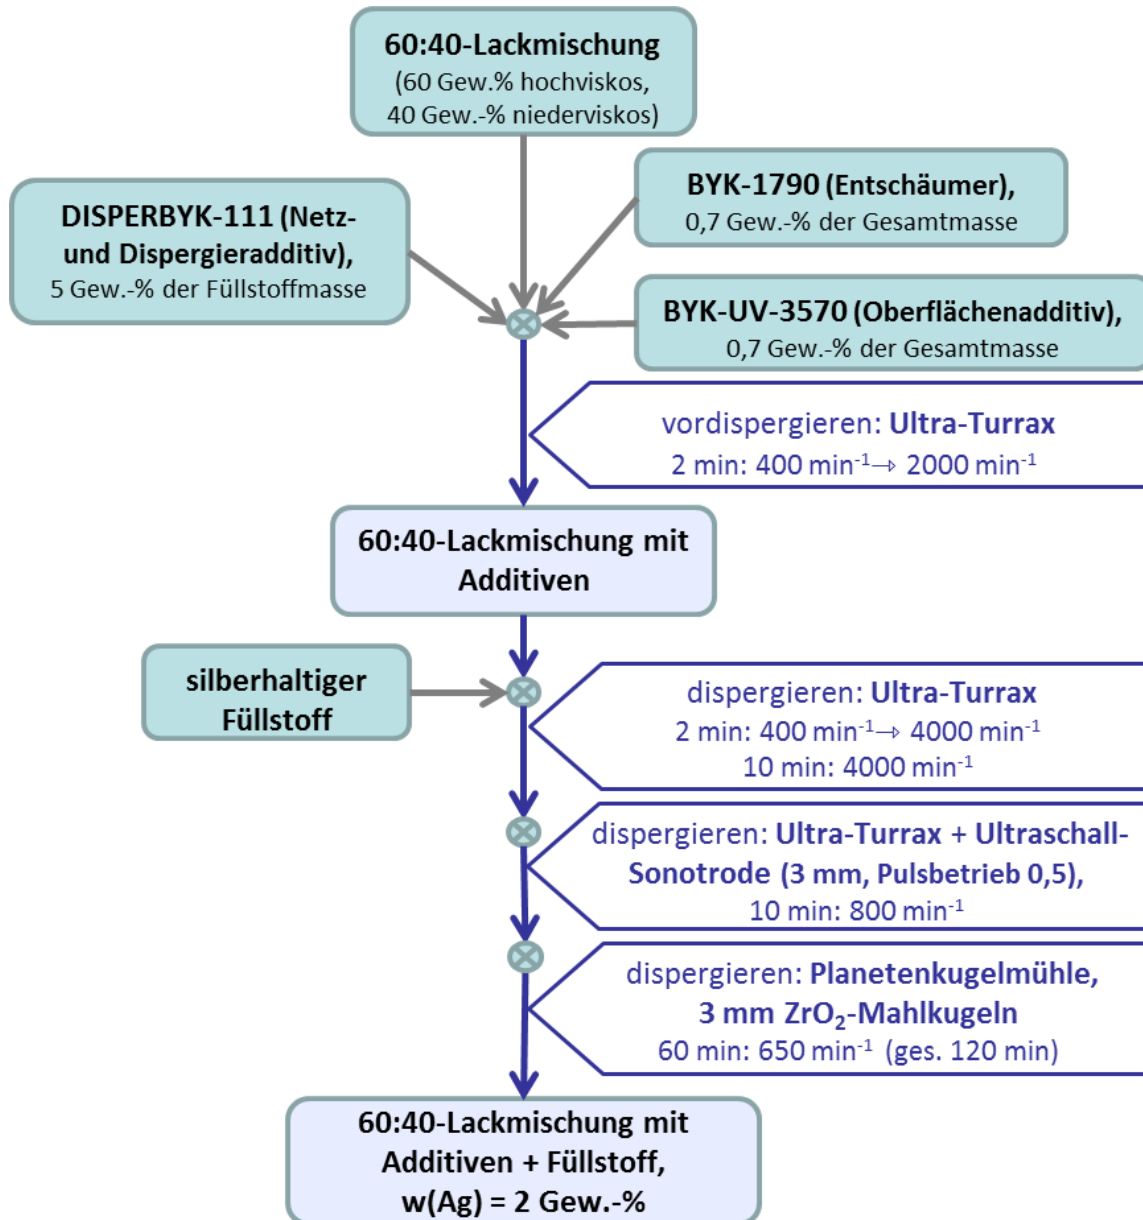 60:40-Lackmischung
(60 Gew.% hochviskos,
40 Gew.-% niederviskos)
DISPERBYK-111 (Netz-
und Dispergieradditiv),
5 Gew.-% der Füllstoffmasse
BYK-1790 (Entschäumer),
0,7 Gew.-% der Gesamtmasse
BYK-UV-3570 (Oberflächenadditiv),
0,7 Gew.-% der Gesamtmasse
vordispergieren: Ultra-Turrax
2 min: 400 min⁻¹→ 2000 min⁻¹
60:40-Lackmischung mit
Additiven
silberhaltiger
Füllstoff
dispergieren: Ultra-Turrax
2 min: 400 min⁻¹→ 4000 min⁻¹
10 min: 4000 min⁻¹
dispergieren: Ultra-Turrax + Ultraschall-
Sonotrode (3 mm, Pulsbetrieb 0,5),
10 min: 800 min⁻¹
dispergieren: Planetenkugelmühle,
3 mm ZrO₂-Mahlkugeln
60 min: 650 min⁻¹ (ges. 120 min)
60:40-Lackmischung mit
Additiven + Füllstoff,
w(Ag) = 2 Gew.-%